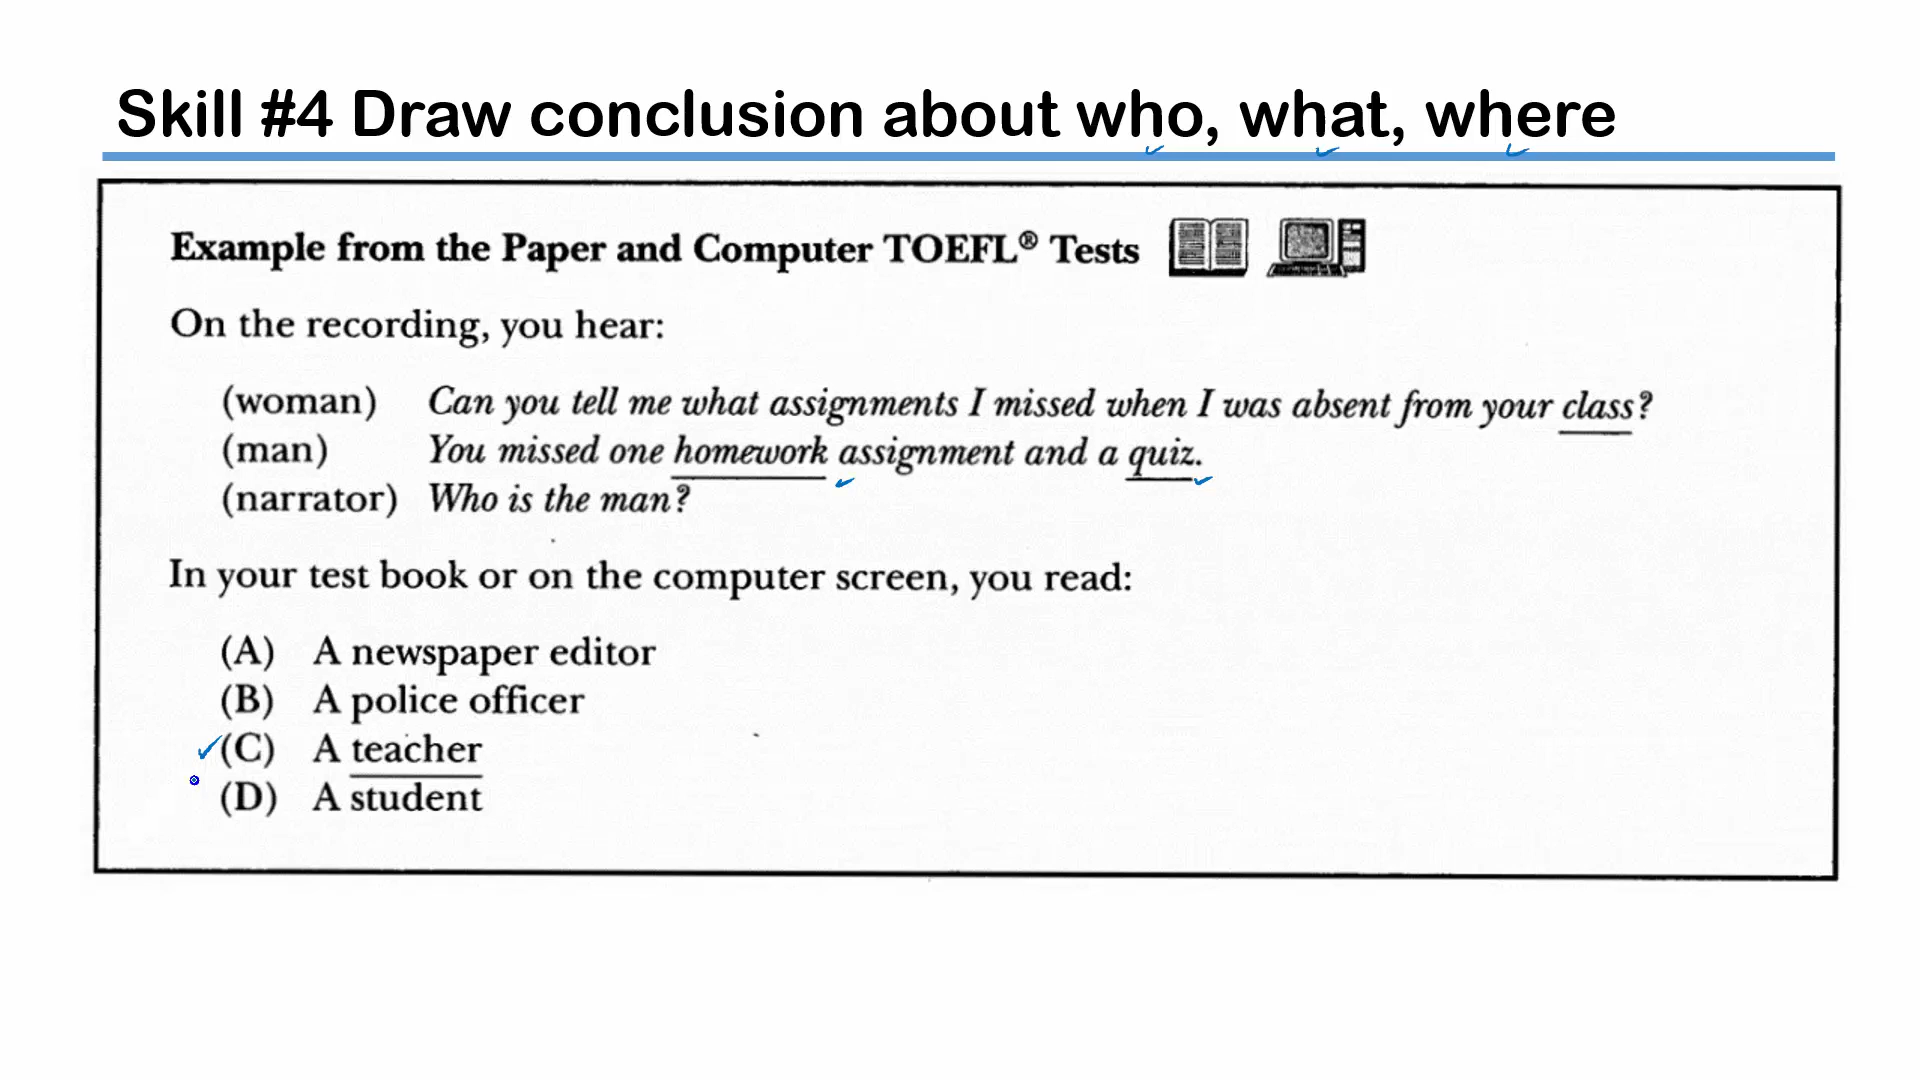 Skill #4 Draw conclusion about who, what, where
Example from the Paper and Computer TOEFL® Tests
On the recording, you hear:
(woman) Can you tell me what assignments I missed when I was absent from your class?
(man) You missed one homework assignment and a quiz.
(narrator) Who is the man?
In your test book or on the computer screen, you read:
(A) A newspaper editor
(B) A police officer
(C) A teacher
(D) A student